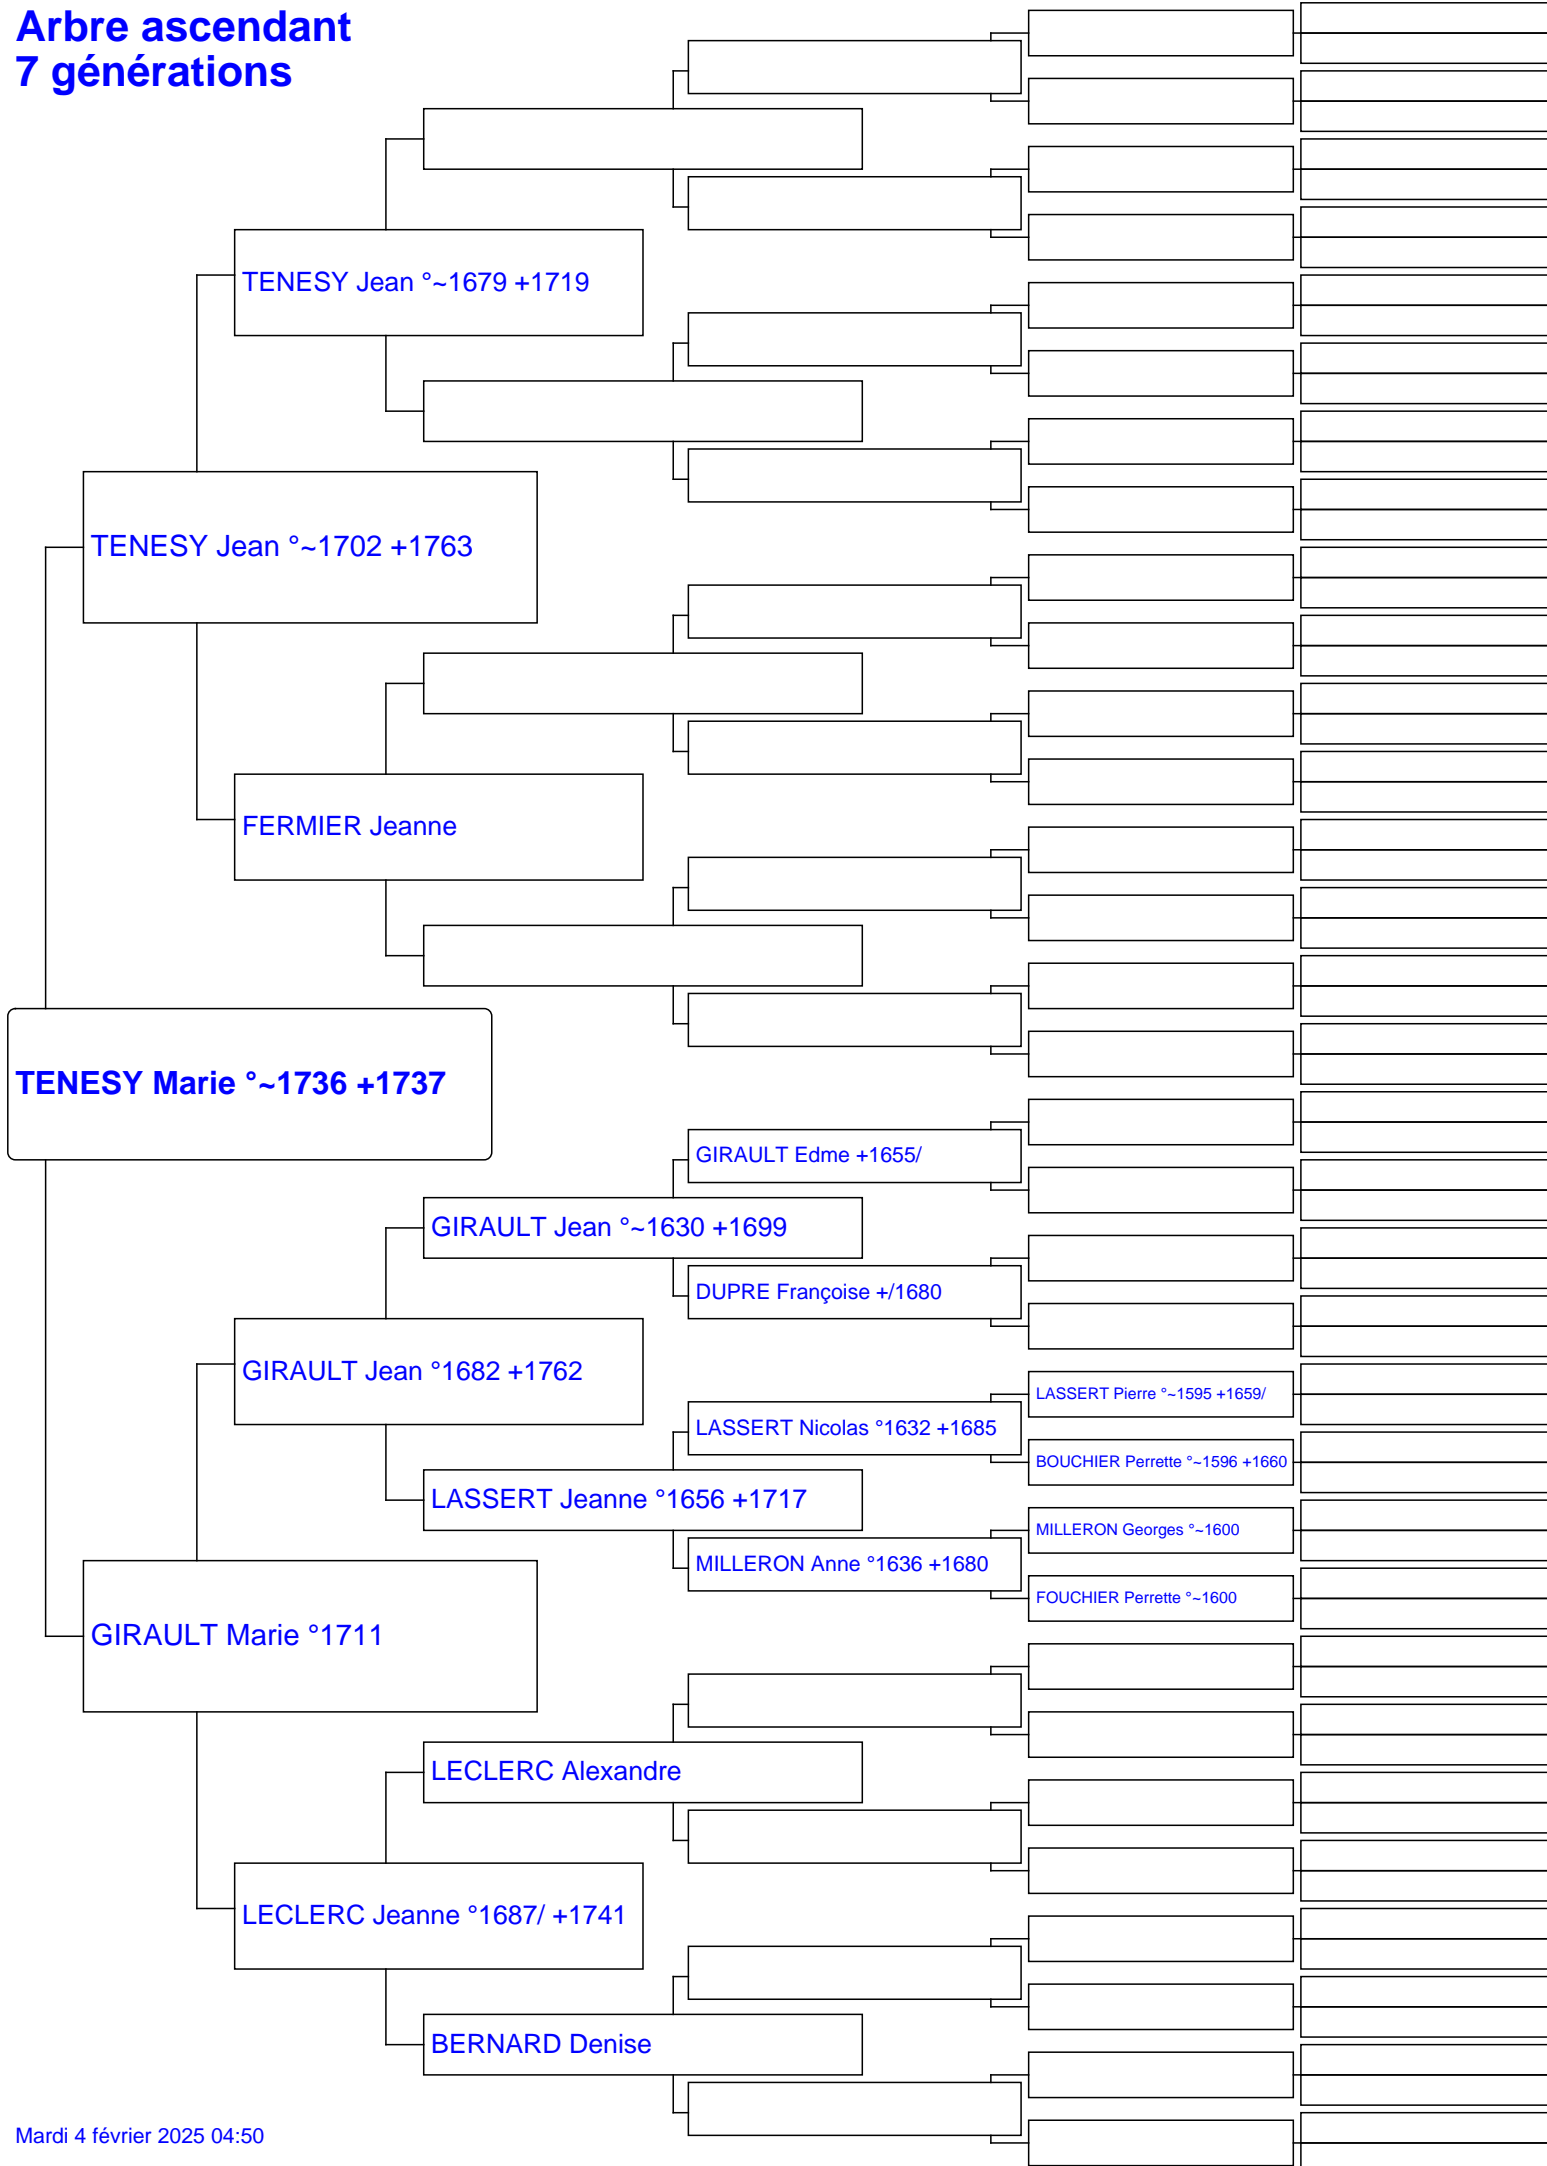 Arbre ascendant
7 générations
TENESY Jean °~1679 +1719
TENESY Jean °~1702 +1763
FERMIER Jeanne
TENESY Marie °~1736 +1737
GIRAULT Edme +1655/
GIRAULT Jean °~1630 +1699
DUPRE Françoise +/1680
GIRAULT Jean °1682 +1762
LASSERT Pierre °~1595 +1659/
LASSERT Nicolas °1632 +1685
BOUCHIER Perrette °~1596 +1660
LASSERT Jeanne °1656 +1717
MILLERON Georges °~1600
MILLERON Anne °1636 +1680
FOUCHIER Perrette °~1600
GIRAULT Marie °1711
LECLERC Alexandre
LECLERC Jeanne °1687/ +1741
BERNARD Denise
Mardi 4 février 2025 04:50